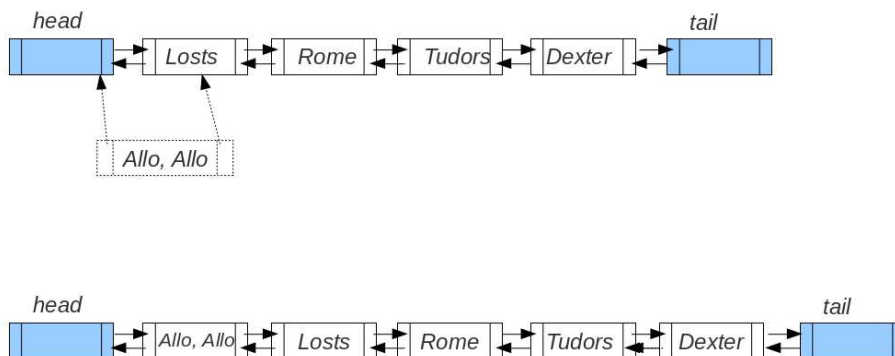 head
tail
Losts
Rome
Tudors
Dexter
Allo, Allo
head
tail
Allo, Allo
Losts
Rome
Tudors
Dexter